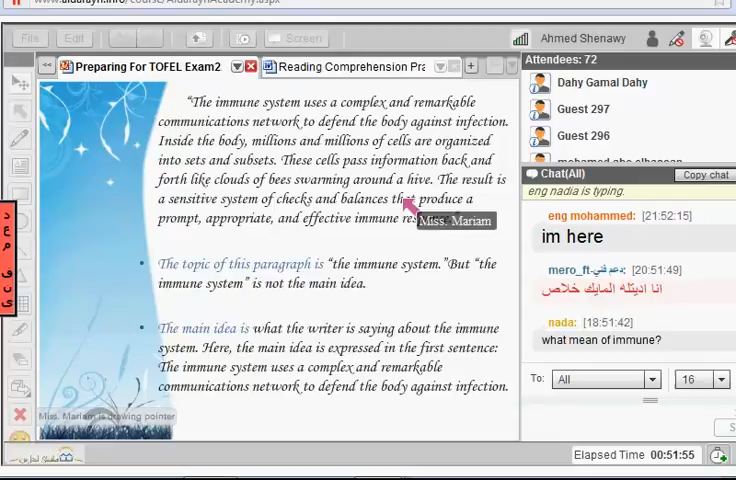 File Edit Screen Ahmed Shenawy
<< Preparing For TOFEL Exam2 Reading Comprehension Pra +
Attendees: 72
Dahy Gamal Dahy
Guest 297
Guest 296
Chat(All) Copy chat
eng nadia is typing.
eng mohammed: [21:52:15]
im here
mero_ft-دعم فني: [20:51:49]
انا اديتله المايك خلاص
nada: [18:51:42]
what mean of immune?
To: All 16
Elapsed Time 00:51:55
“The immune system uses a complex and remarkable
communications network to defend the body against infection.
Inside the body, millions and millions of cells are organized
into sets and subsets. These cells pass information back and
forth like clouds of bees swarming around a hive. The result is
a sensitive system of checks and balances that produce a
prompt, appropriate, and effective immune
Miss. Mariam
• The topic of this paragraph is “the immune system.”But “the
immune system” is not the main idea.
• The main idea is what the writer is saying about the immune
system. Here, the main idea is expressed in the first sentence:
The immune system uses a complex and remarkable
communications network to defend the body against infection.
Miss. Mariam is drawing pointer